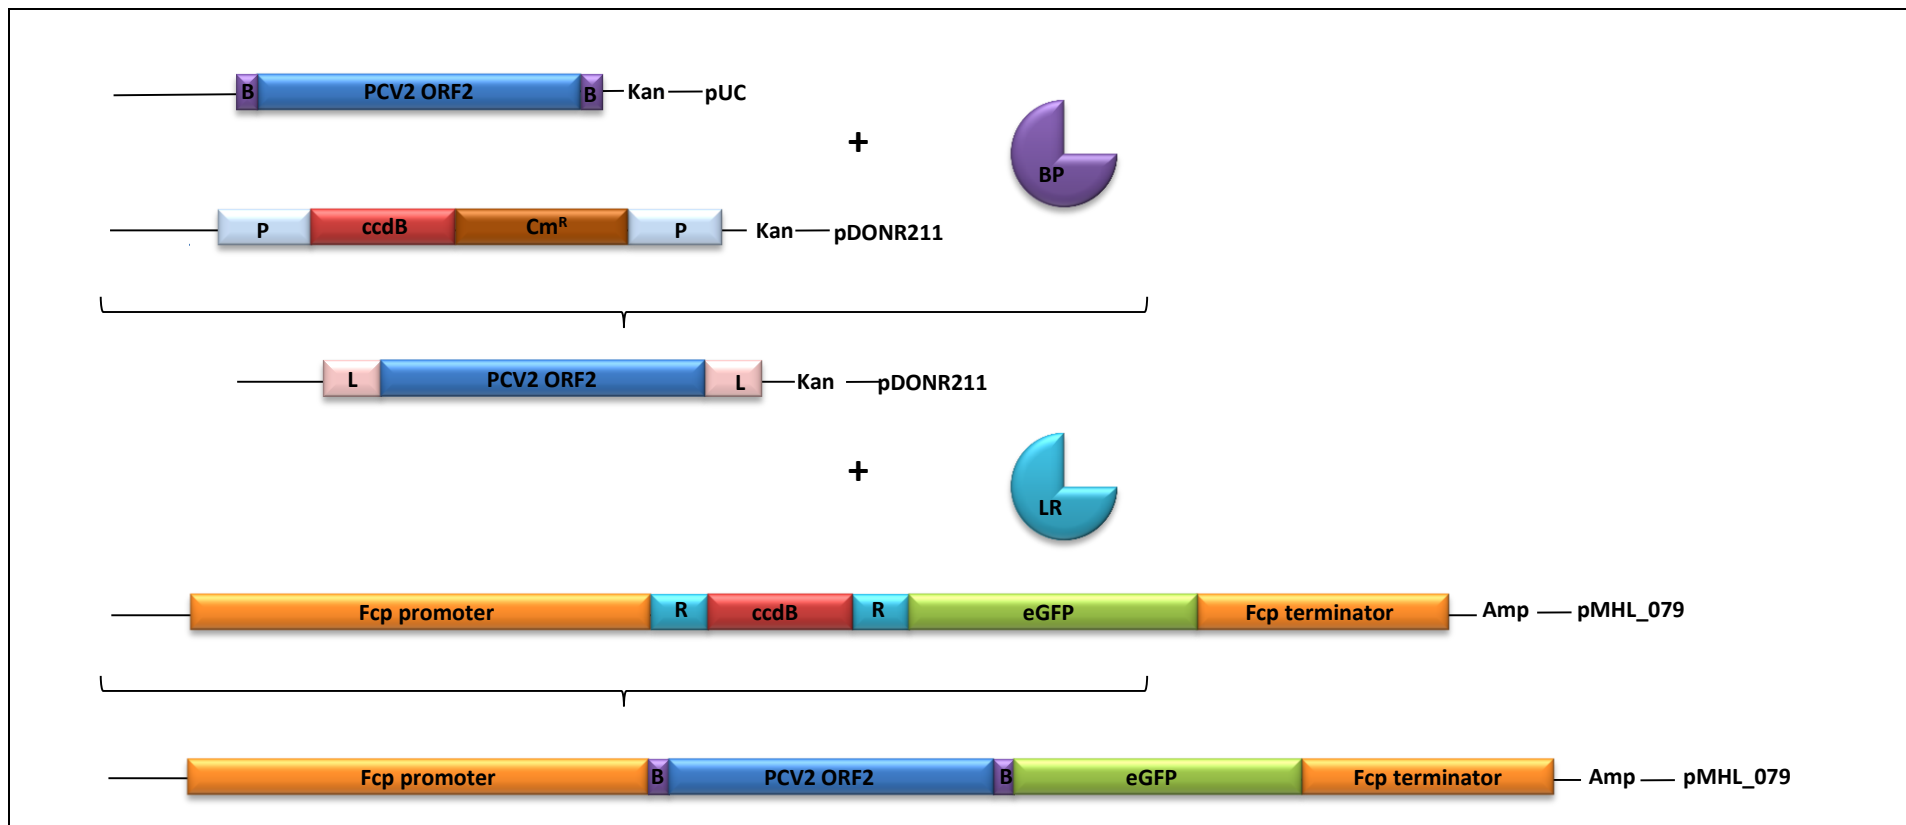 B PCV2 ORF2 B Kan pUC
+
BP
P ccdB Cmᴿ P Kan pDONR211
L PCV2 ORF2 L Kan pDONR211
+
LR
Fcp promoter R ccdB R eGFP Fcp terminator Amp pMHL_079
Fcp promoter B PCV2 ORF2 B eGFP Fcp terminator Amp pMHL_079